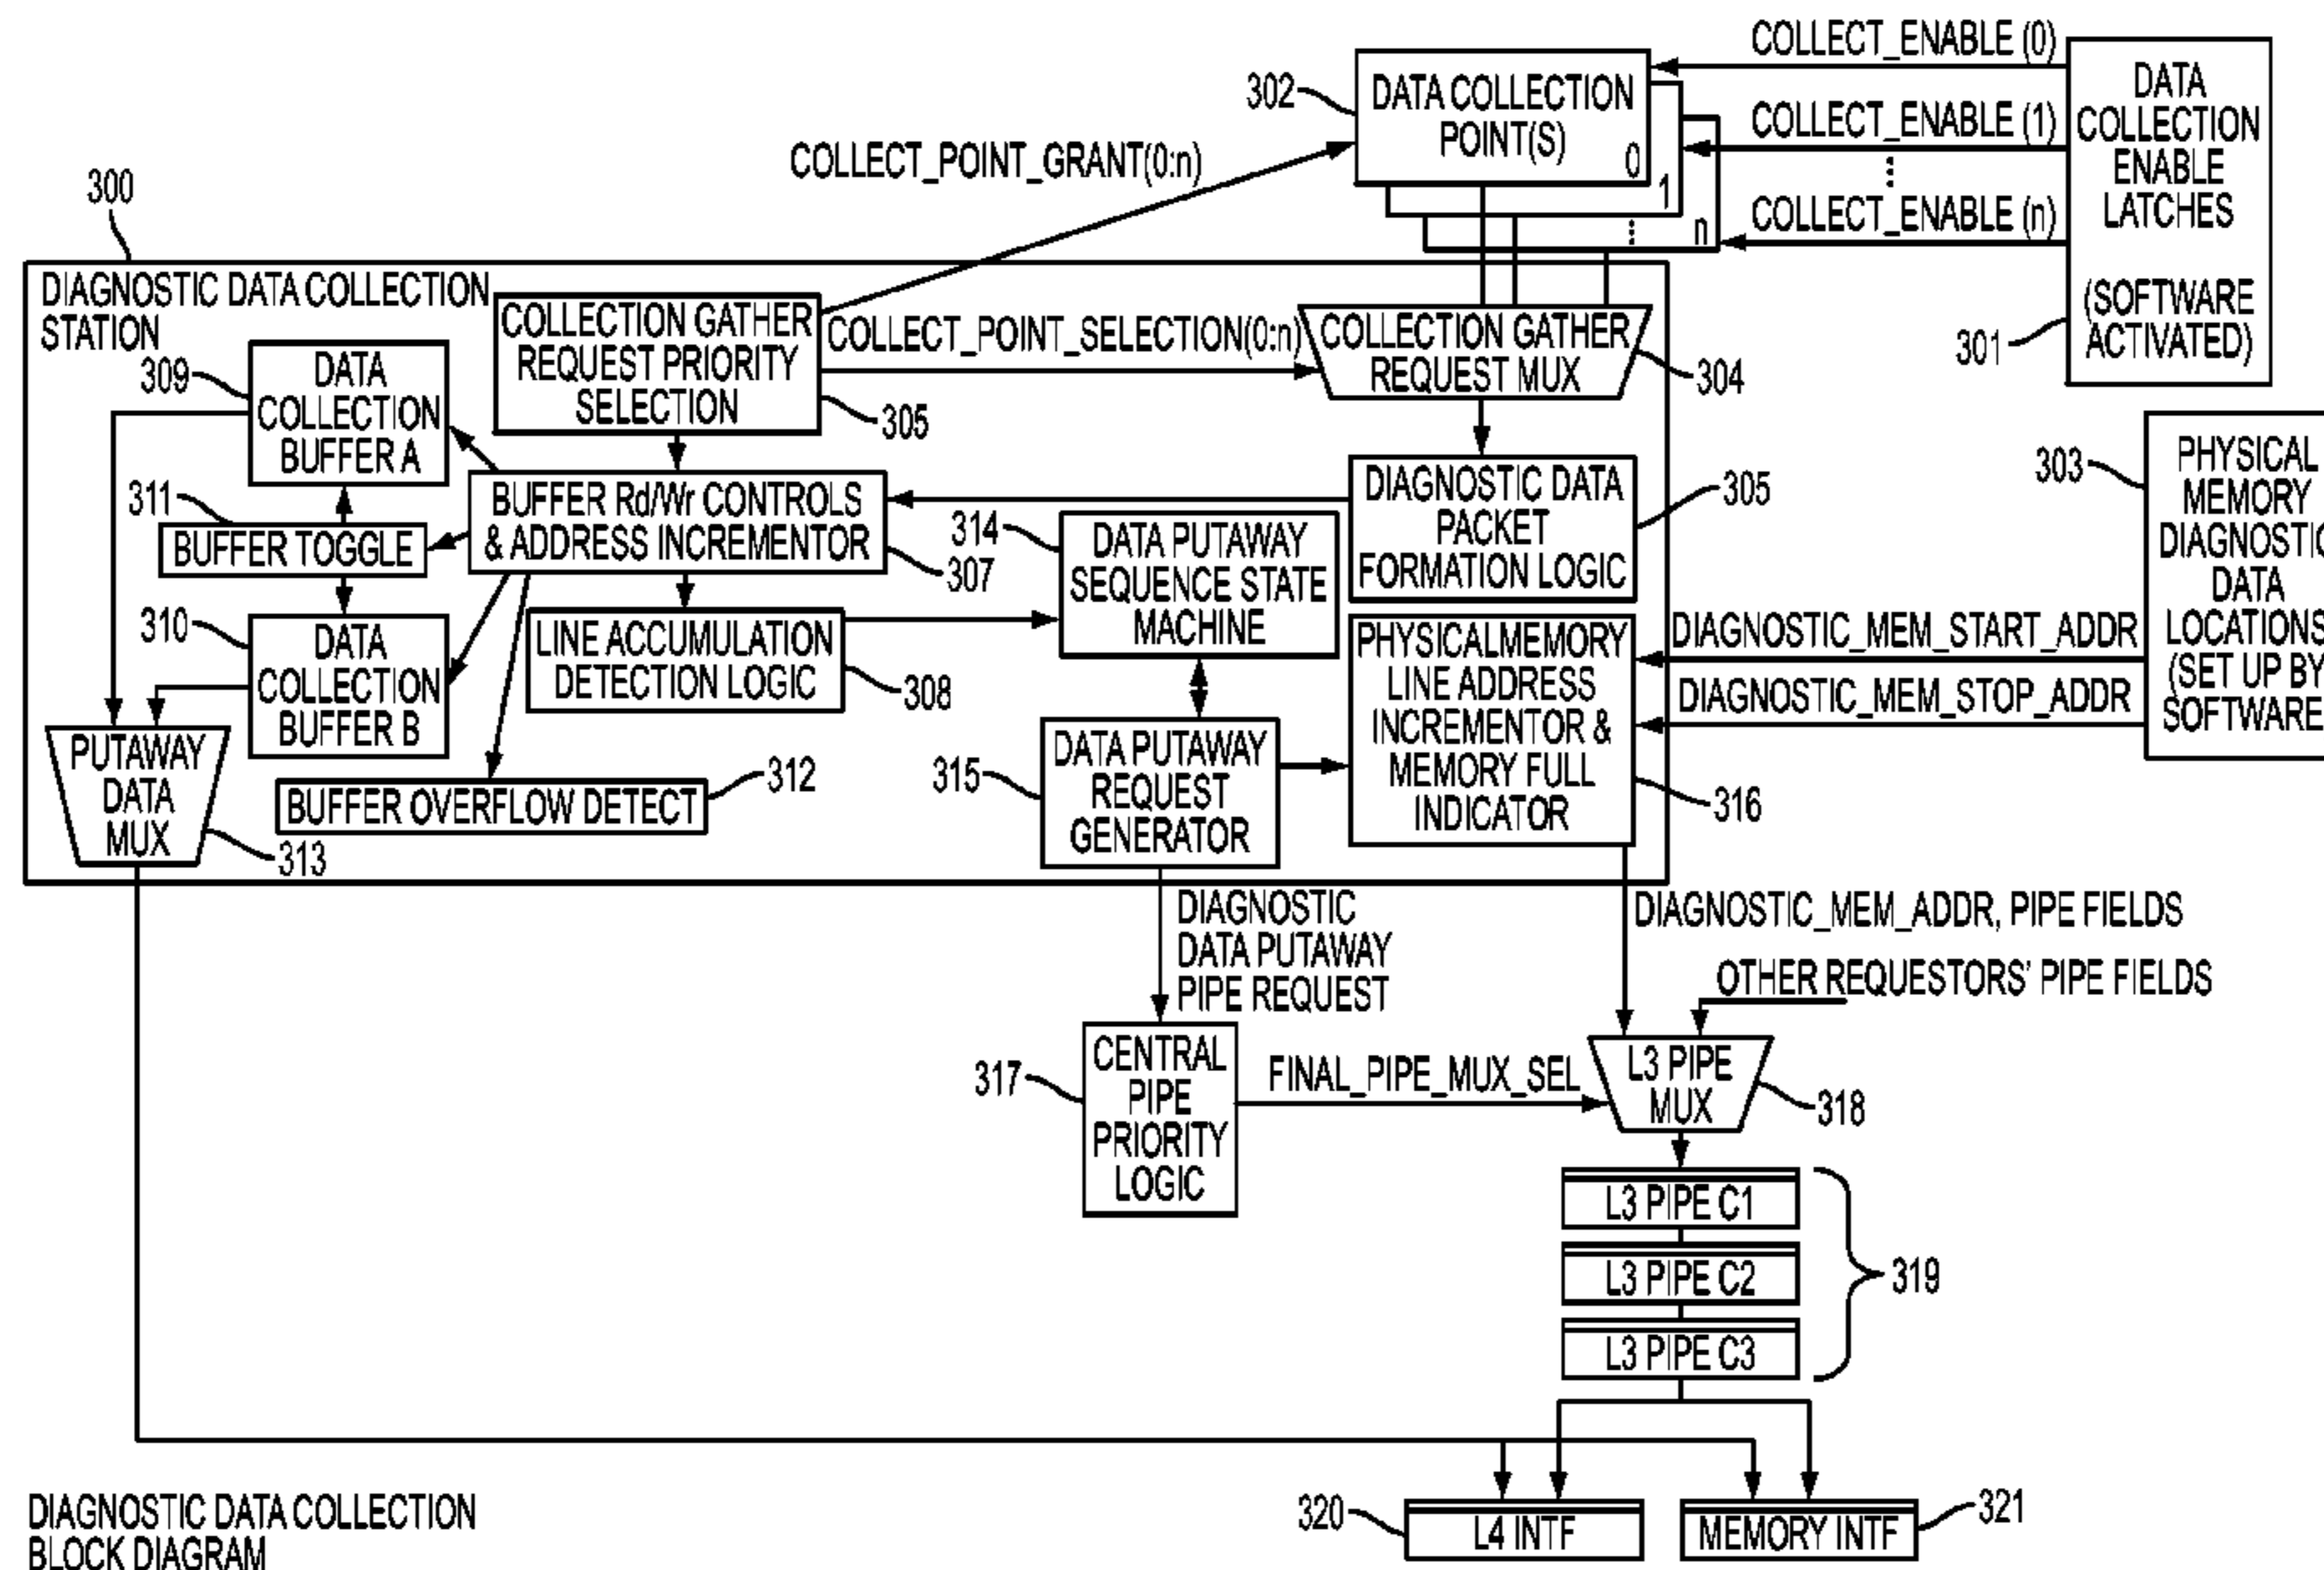 COLLECT_ENABLE (0)
COLLECT_ENABLE (1)
COLLECT_ENABLE (n)
DATA
COLLECTION
ENABLE
LATCHES
(SOFTWARE
ACTIVATED)
301
302
DATA COLLECTION
POINT(S)
0
1
n
COLLECT_POINT_GRANT(0:n)
300
DIAGNOSTIC DATA COLLECTION
STATION
COLLECTION GATHER
REQUEST PRIORITY
SELECTION
305
COLLECT_POINT_SELECTION(0:n)
COLLECTION GATHER
REQUEST MUX
304
309
DATA
COLLECTION
BUFFER A
311
BUFFER TOGGLE
BUFFER Rd/Wr CONTROLS
& ADDRESS INCREMENTOR
307
314
DATA PUTAWAY
SEQUENCE STATE
MACHINE
DIAGNOSTIC DATA
PACKET
FORMATION LOGIC
305
303
PHYSICAL
MEMORY
DIAGNOSTIC
DATA
LOCATIONS
(SET UP BY
SOFTWARE
310
DATA
COLLECTION
BUFFER B
LINE ACCUMULATION
DETECTION LOGIC
308
PHYSICALMEMORY
LINE ADDRESS
INCREMENTOR &
MEMORY FULL
INDICATOR
316
DIAGNOSTIC_MEM_START_ADDR
DIAGNOSTIC_MEM_STOP_ADDR
PUTAWAY
DATA
MUX
313
BUFFER OVERFLOW DETECT
312
315
DATA PUTAWAY
REQUEST
GENERATOR
DIAGNOSTIC
DATA PUTAWAY
PIPE REQUEST
DIAGNOSTIC_MEM_ADDR, PIPE FIELDS
OTHER REQUESTORS' PIPE FIELDS
317
CENTRAL
PIPE
PRIORITY
LOGIC
FINAL_PIPE_MUX_SEL
L3 PIPE
MUX
318
L3 PIPE C1
L3 PIPE C2
L3 PIPE C3
319
320
L4 INTF
MEMORY INTF
321
DIAGNOSTIC DATA COLLECTION
BLOCK DIAGRAM